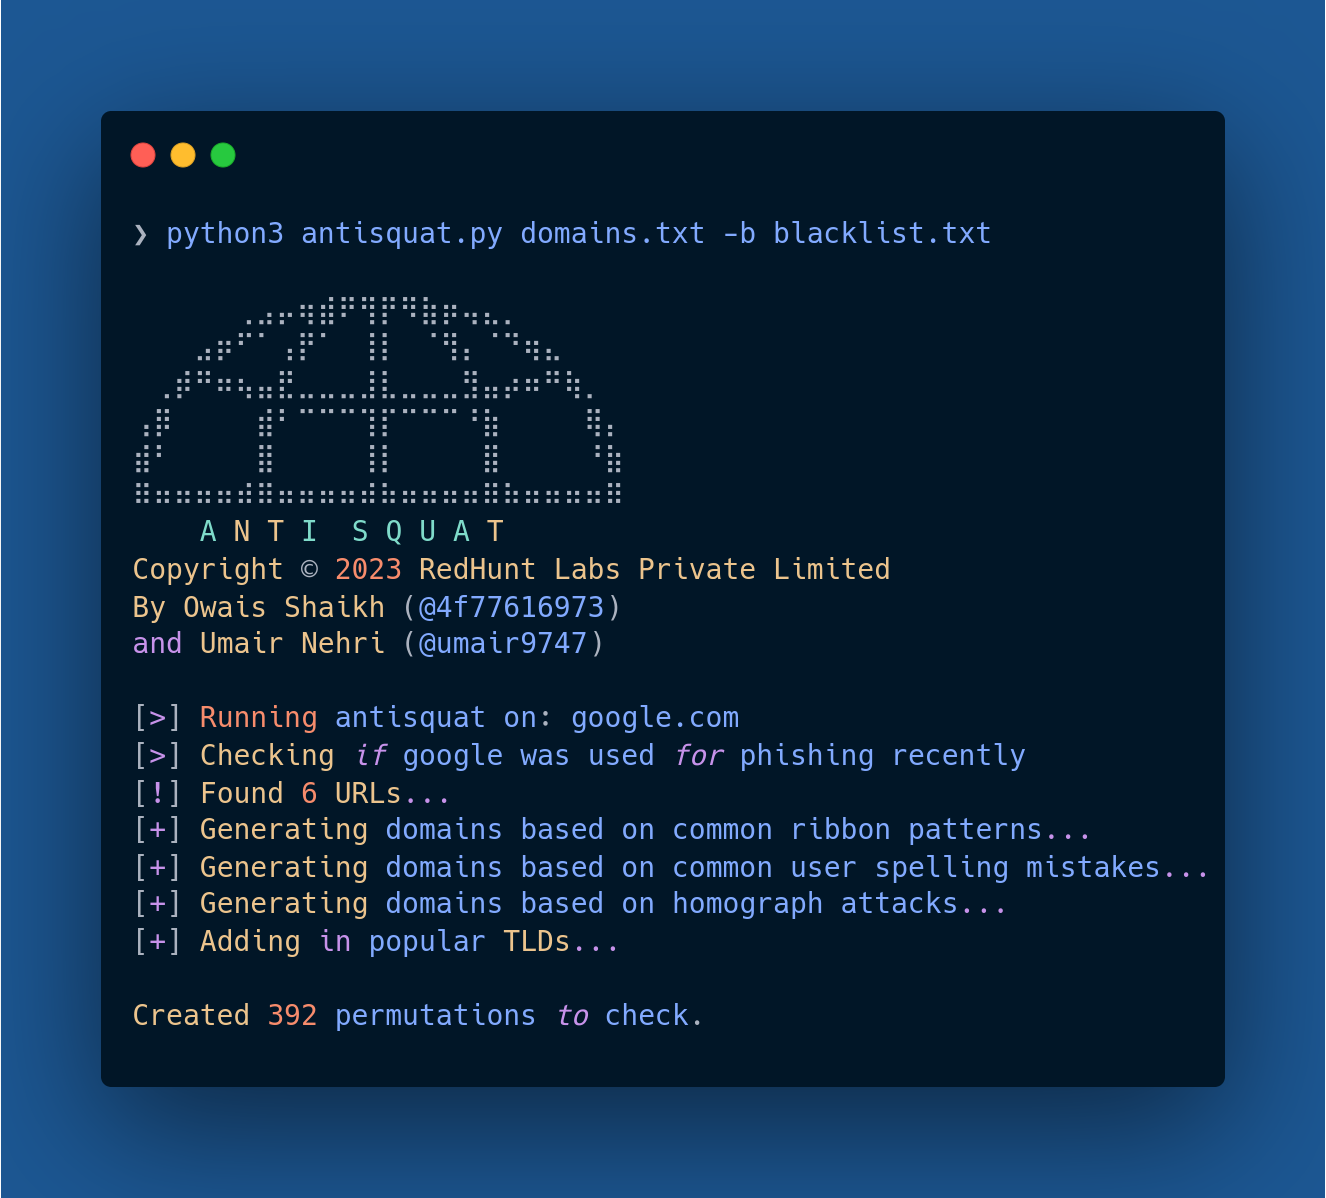 ❯ python3 antisquat.py domains.txt -b blacklist.txt
A N T I  S Q U A T
Copyright © 2023 RedHunt Labs Private Limited
By Owais Shaikh (@4f77616973)
and Umair Nehri (@umair9747)
[>] Running antisquat on: google.com
[>] Checking if google was used for phishing recently
[!] Found 6 URLs...
[+] Generating domains based on common ribbon patterns...
[+] Generating domains based on common user spelling mistakes...
[+] Generating domains based on homograph attacks...
[+] Adding in popular TLDs...
Created 392 permutations to check.